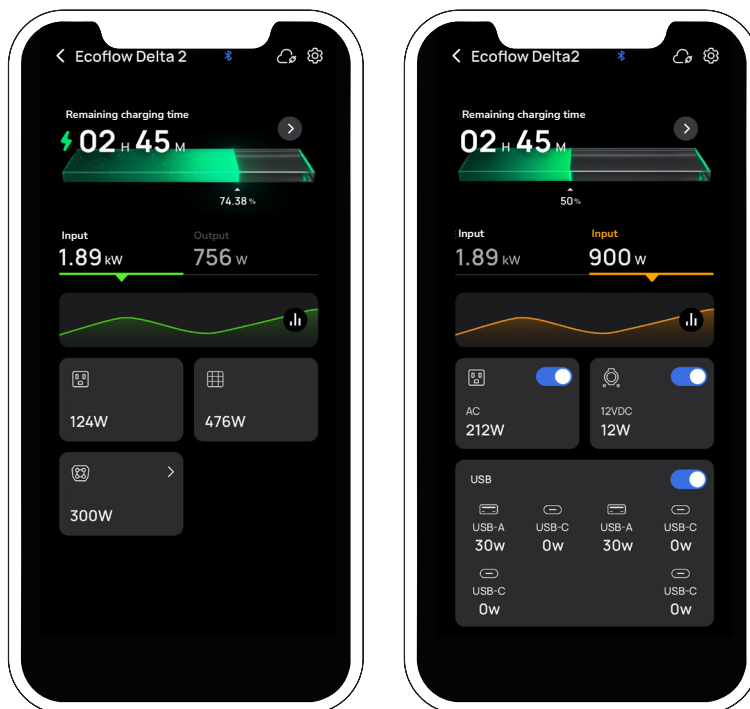 Ecoflow Delta 2
Remaining charging time
02 H 45 M
74.38 %
Input
Output
1.89 kW
756 W
124W
476W
300W
Ecoflow Delta2
Remaining charging time
02 H 45 M
50%
Input
Input
1.89 kW
900 W
AC
212W
12VDC
12W
USB
USB-A
USB-C
USB-A
USB-C
30w
0w
30w
0w
USB-C
USB-C
0w
0w